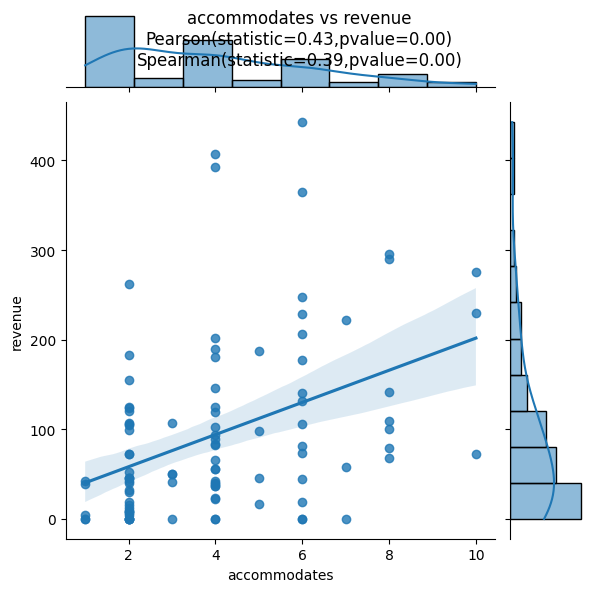 accommodates vs revenue
Pearson(statistic=0.43,pvalue=0.00)
Spearman(statistic=0.39,pvalue=0.00)
400
300
200
100
0
revenue
2 4 6 8 10
accommodates